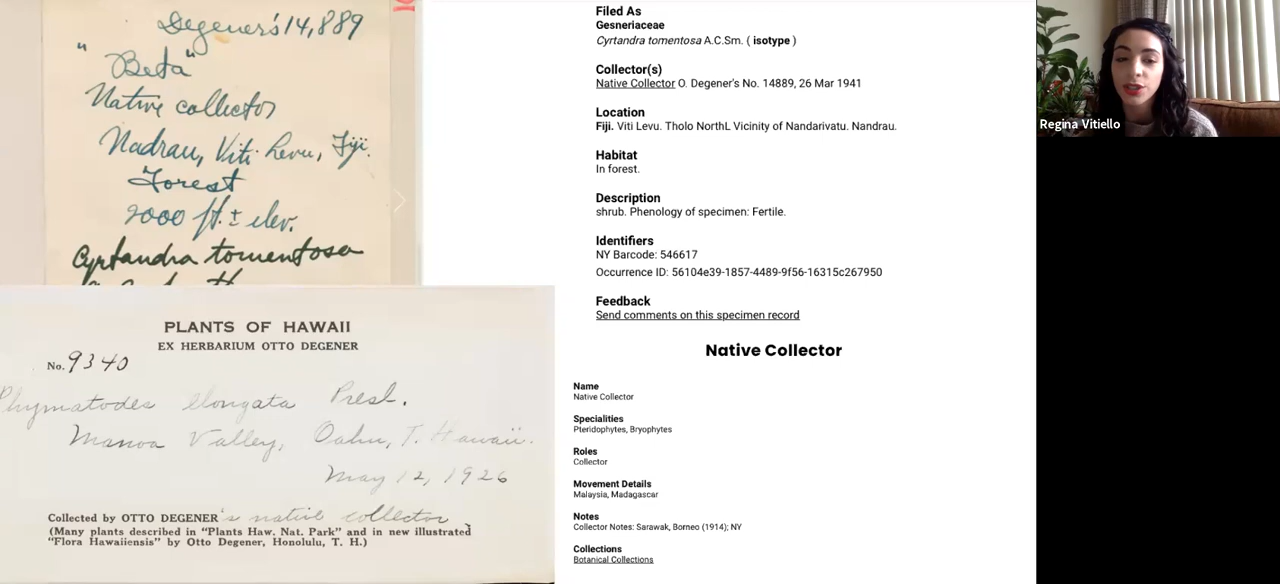 Degener's 14,889
"Beta"
Native collector
Nadrau, Viti Levu, Fiji.
Forest
2000 ft. ± elev.
Cyrtandra tomentosa
PLANTS OF HAWAII
EX HERBARIUM OTTO DEGENER
No. 9340
Phymatodes elongata Presl.
Manoa Valley, Oahu, T. Hawaii.
May 12, 1926
Collected by OTTO DEGENER's native collector
(Many plants described in "Plants Haw. Nat. Park" and in new illustrated
"Flora Hawaiiensis" by Otto Degener, Honolulu, T. H.)
Filed As
Gesneriaceae
Cyrtandra tomentosa A.C.Sm. ( isotype )
Collector(s)
Native Collector O. Degener's No. 14889, 26 Mar 1941
Location
Fiji. Viti Levu. Tholo NorthL Vicinity of Nandarivatu. Nandrau.
Habitat
In forest.
Description
shrub. Phenology of specimen: Fertile.
Identifiers
NY Barcode: 546617
Occurrence ID: 56104e39-1857-4489-9f56-16315c267950
Feedback
Send comments on this specimen record
Native Collector
Name
Native Collector
Specialities
Pteridophytes, Bryophytes
Roles
Collector
Movement Details
Malaysia, Madagascar
Notes
Collector Notes: Sarawak, Borneo (1914); NY
Collections
Botanical Collections
Regina Vitiello